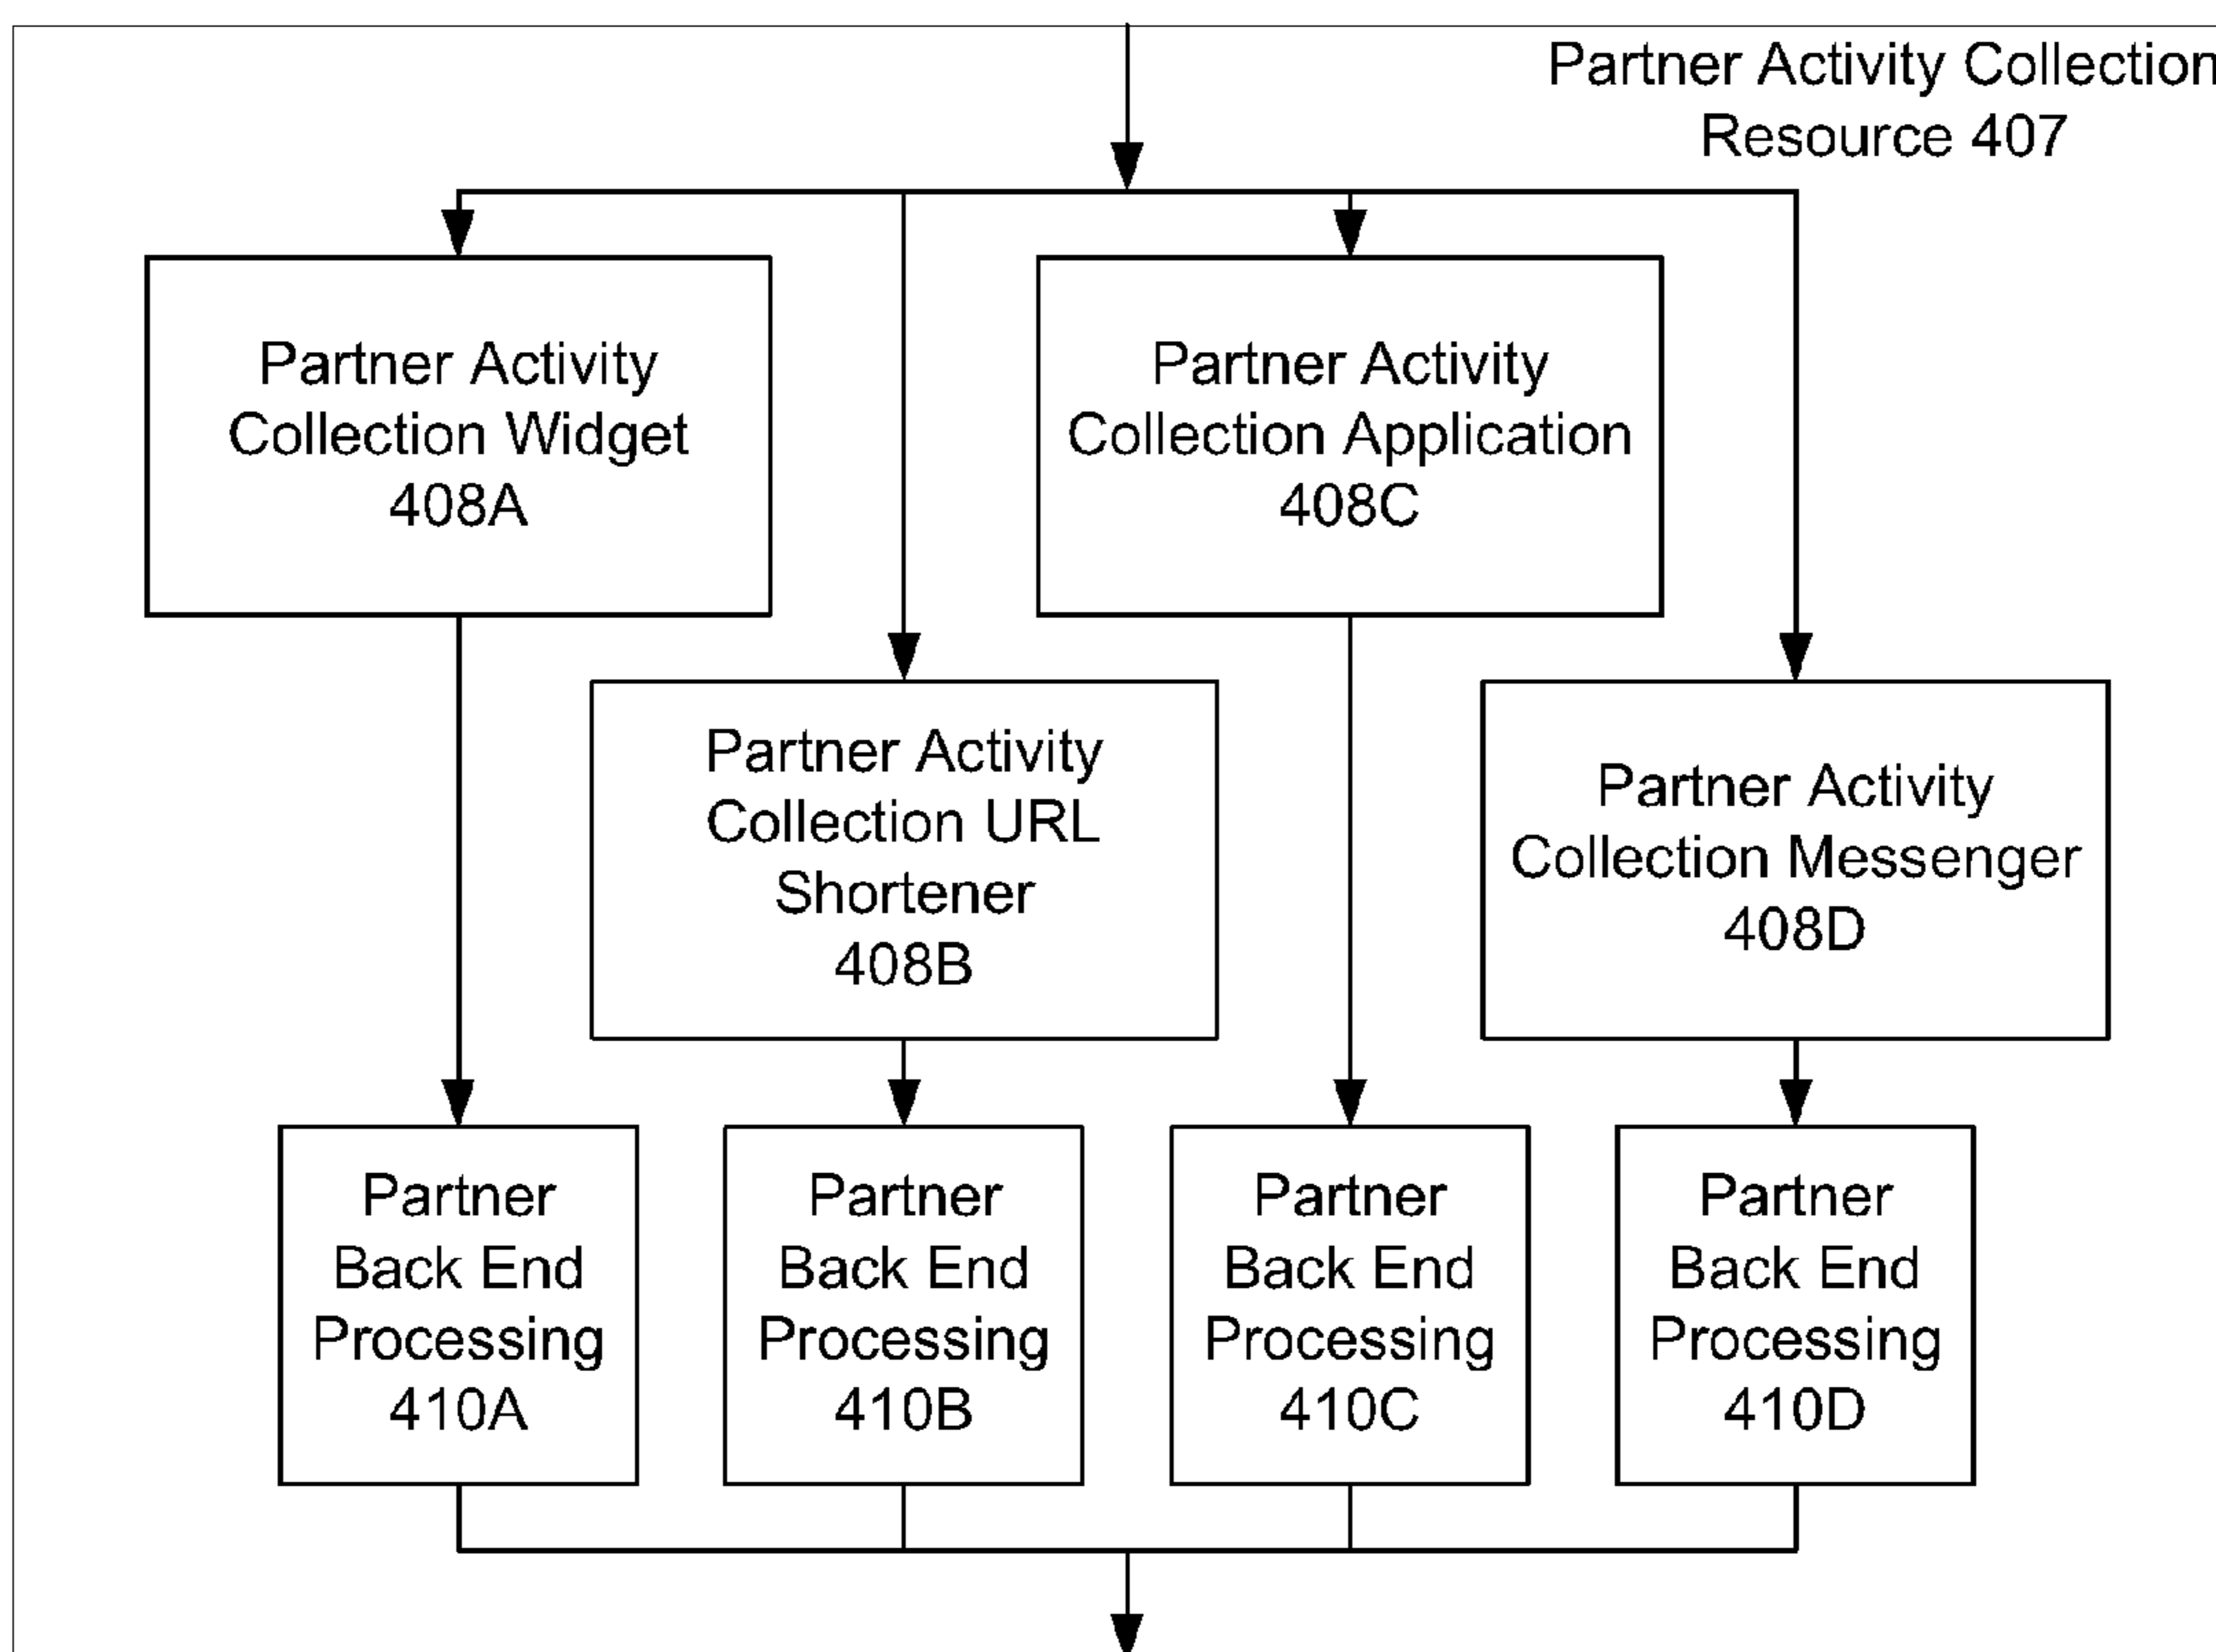 Partner Activity Collection
Resource 407
Partner Activity
Collection Widget
408A
Partner Activity
Collection Application
408C
Partner Activity
Collection URL
Shortener
408B
Partner Activity
Collection Messenger
408D
Partner
Back End
Processing
410A
Partner
Back End
Processing
410B
Partner
Back End
Processing
410C
Partner
Back End
Processing
410D